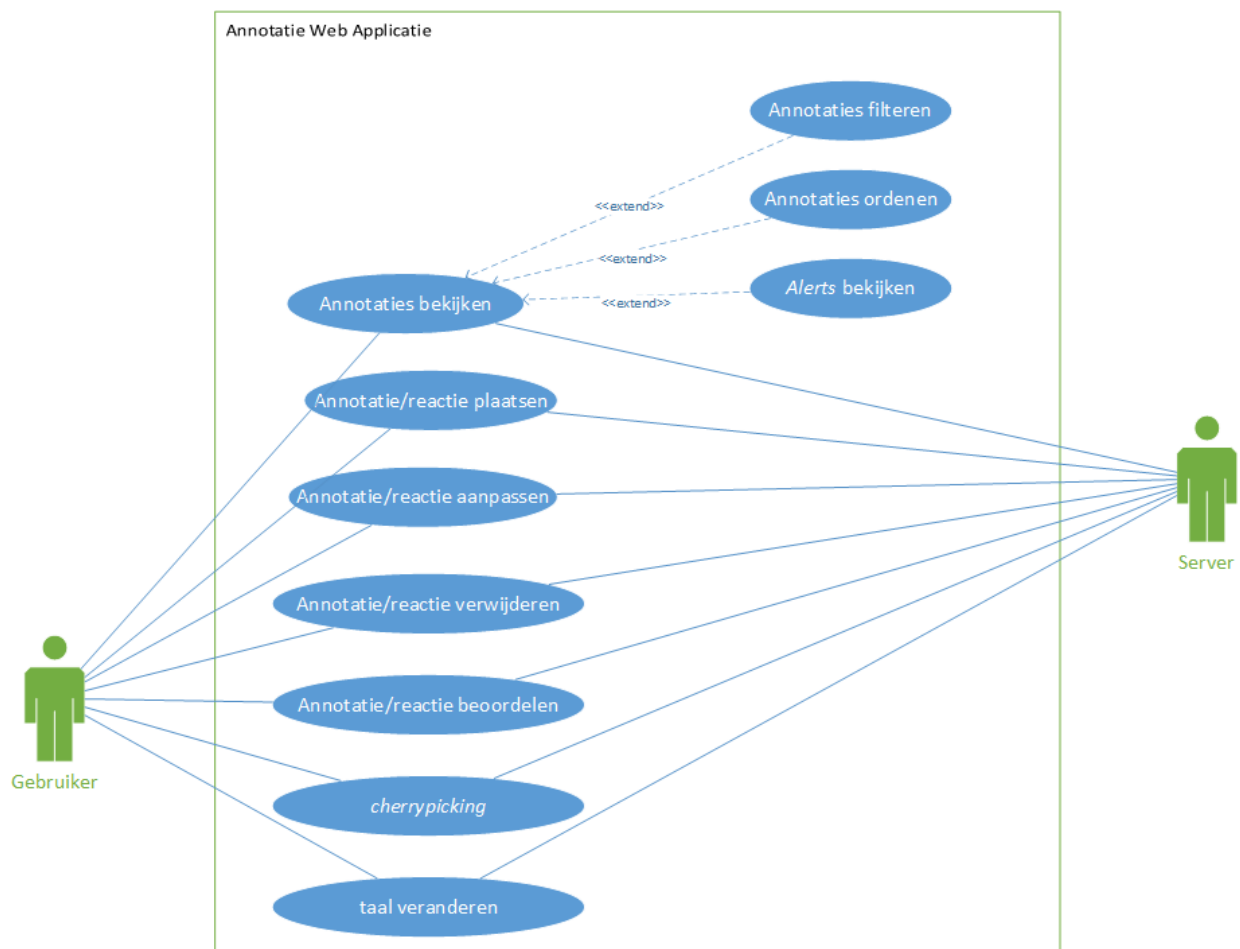 Annotatie Web Applicatie
Annotaties filteren
<<extend>>
Annotaties ordenen
<<extend>>
Alerts bekijken
<<extend>>
Annotaties bekijken
Annotatie/reactie plaatsen
Annotatie/reactie aanpassen
Server
Annotatie/reactie verwijderen
Annotatie/reactie beoordelen
Gebruiker
cherrypicking
taal veranderen